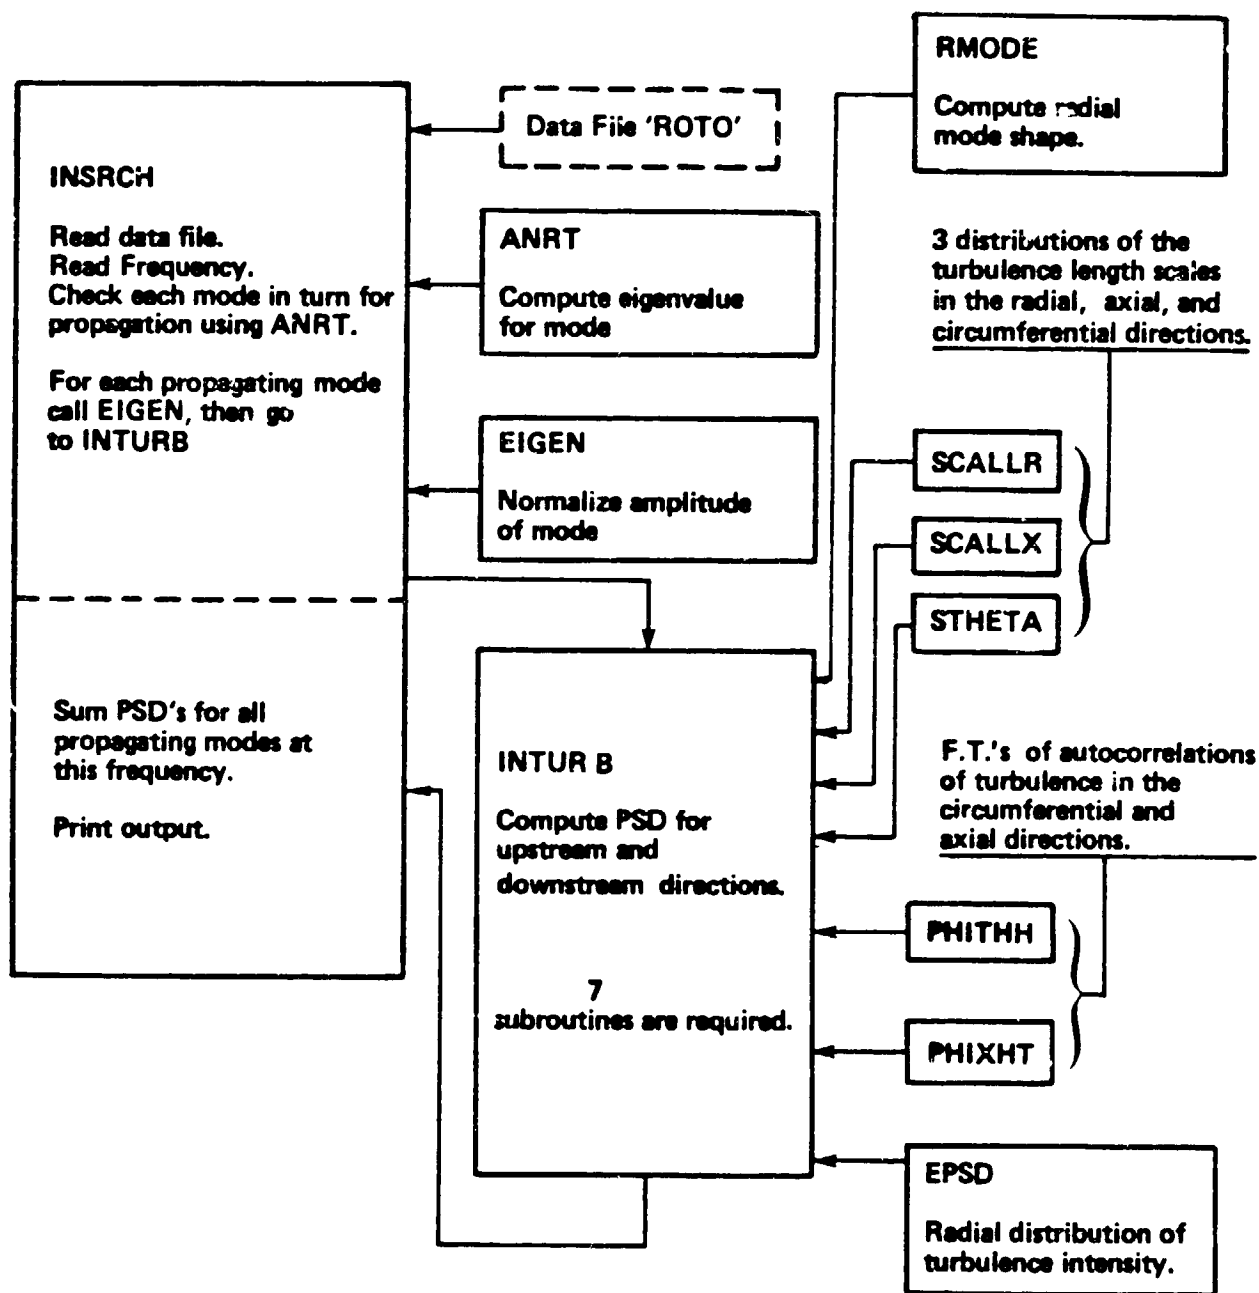 RMODE
Compute radial
mode shape.
Data File 'ROTO'
INSRCH
Read data file.
Read Frequency.
Check each mode in turn for
propagation using ANRT.
For each propagating mode
call EIGEN, then go
to INTURB
ANRT
Compute eigenvalue
for mode
3 distributions of the
turbulence length scales
in the radial, axial, and
circumferential directions.
EIGEN
Normalize amplitude
of mode
SCALLR
SCALLX
STHETA
Sum PSD's for all
propagating modes at
this frequency.
Print output.
INTUR B
Compute PSD for
upstream and
downstream directions.
7
subroutines are required.
F.T.'s of autocorrelations
of turbulence in the
circumferential and
axial directions.
PHITHH
PHIXHT
EPSD
Radial distribution of
turbulence intensity.